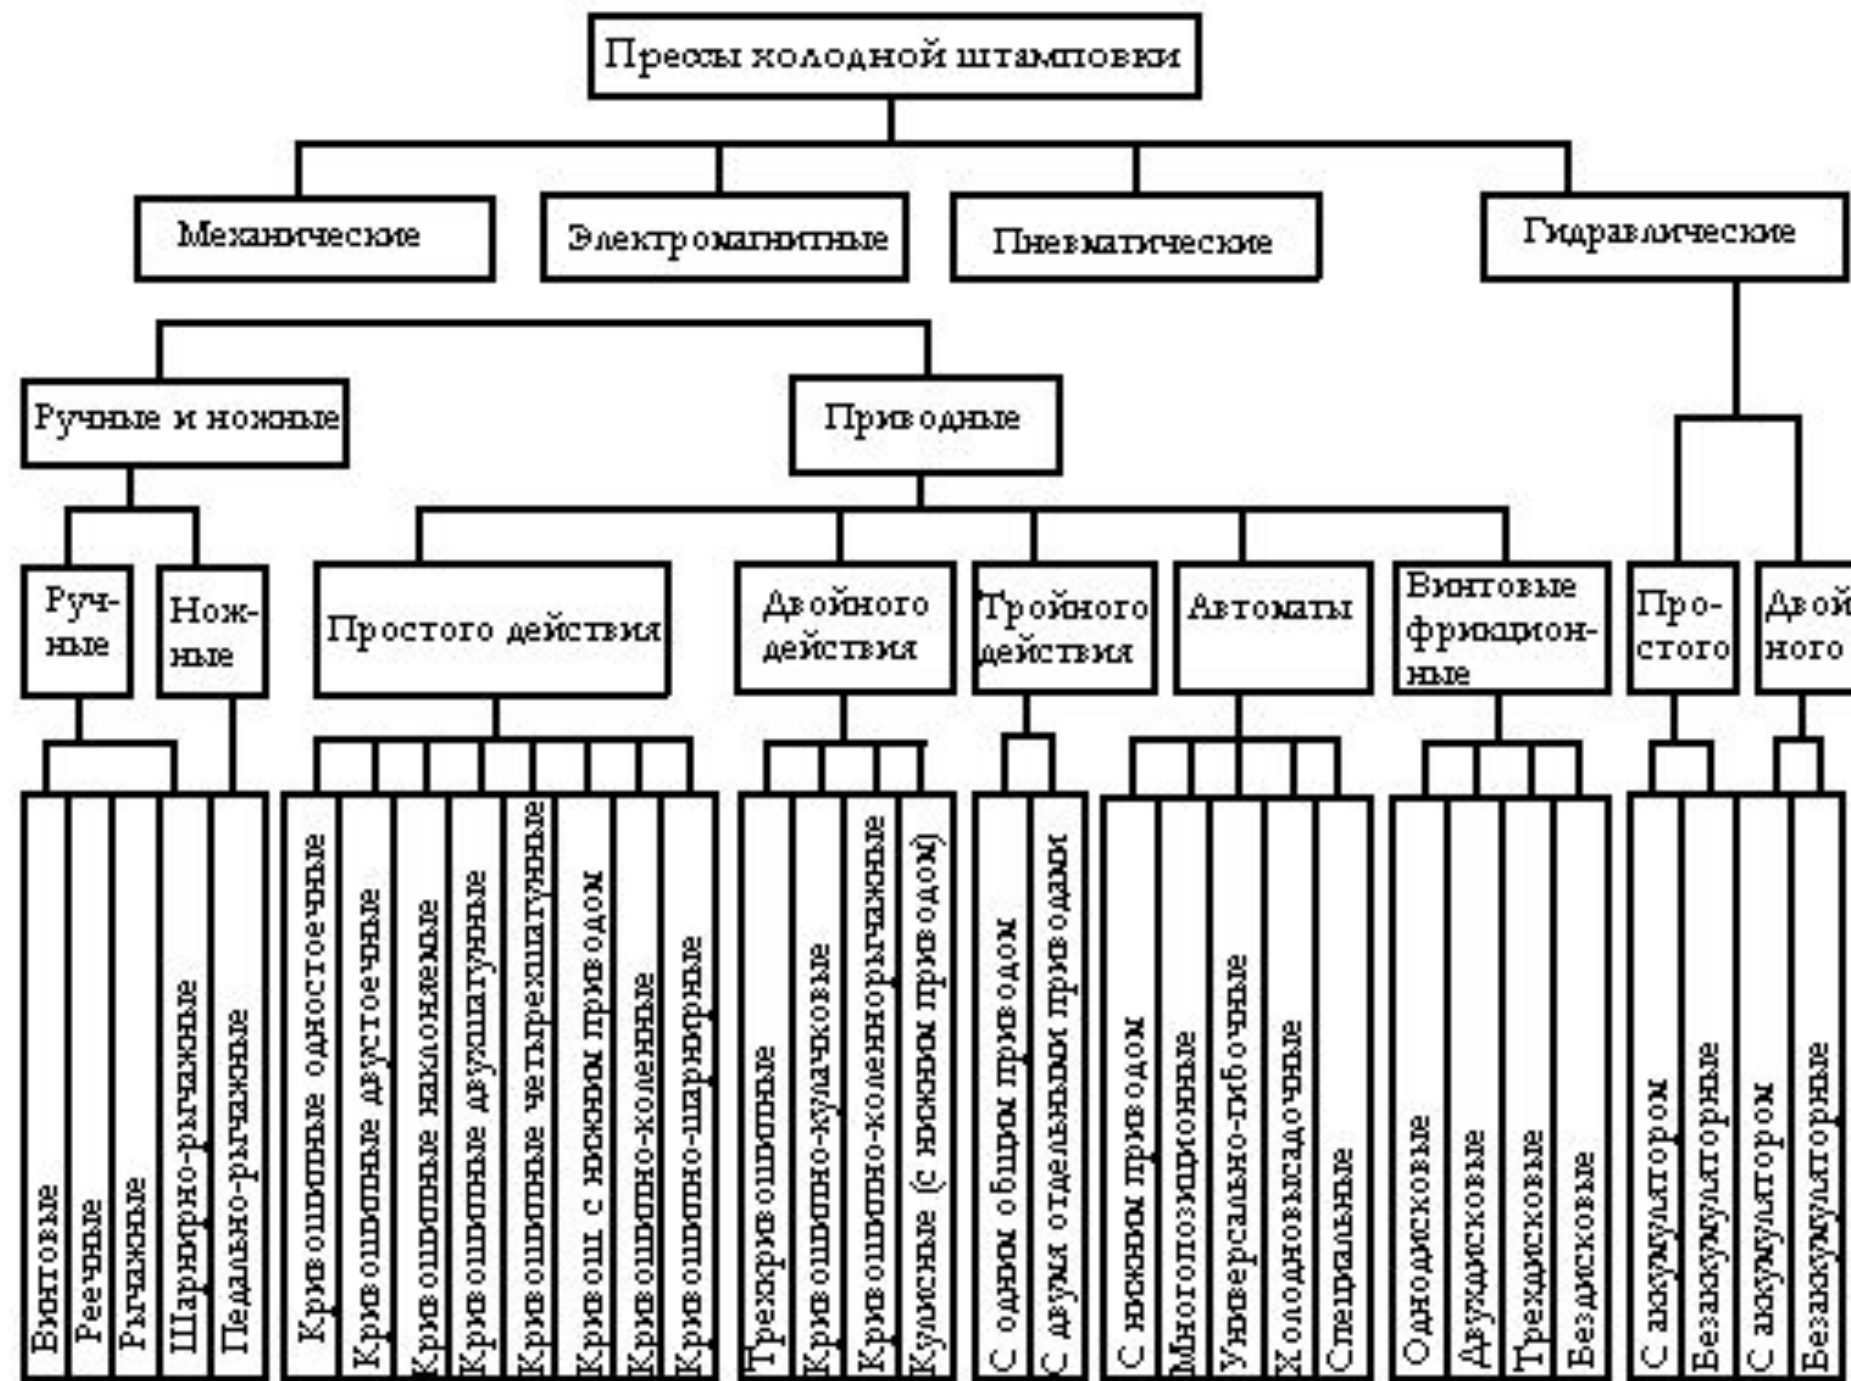 Прессы холодной штамповки
Механические
Электромагнитные
Пневматические
Гидравлические
Ручные и ножные
Приводные
Руч-
ные
Нож-
ные
Простого действия
Двойного
действия
Тройного
действия
Автоматы
Винтовые
фрикцион-
ные
Про-
стого
Двой
ного
Винтовые
Реечные
Рычажные
Шарнирно-рычажные
Педально-рычажные
Кривошипные одностоечные
Кривошипные двустоечные
Кривошипные наклоняемые
Кривошипные двухшатунные
Кривошипные четырехшатунные
Кривош с нижним приводом
Кривошипно-коленные
Кривошипно-шарнирные
Трехкривошипные
Кривошипно-кулачковые
Кривошипно-коленнорычажные
Кулисные (с нижним приводом)
С одним общим приводом
С двумя отдельными приводами
С нижним приводом
Многопозиционные
Универсально-гибочные
Холодновысадочные
Специальные
Однодисковые
Двухдисковые
Трехдисковые
Бездисковые
С аккумулятором
Безаккумуляторные
С аккумулятором
Безаккумуляторные